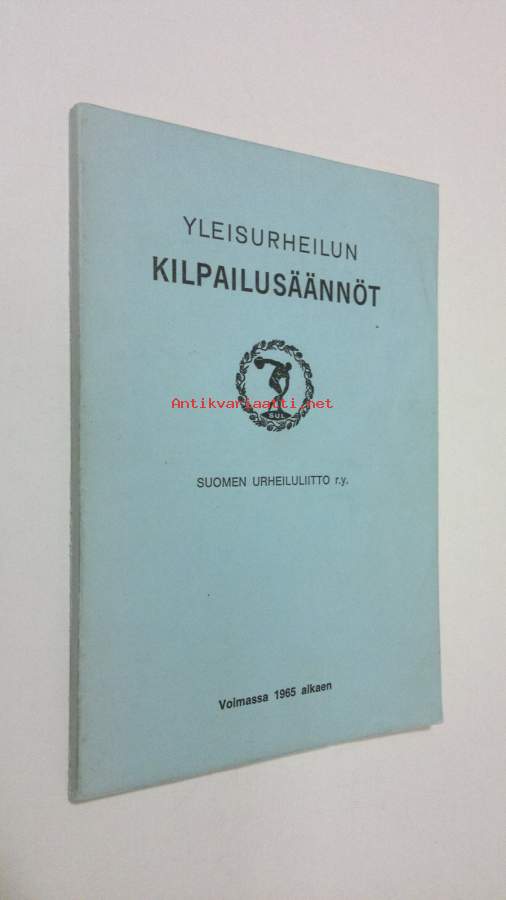 YLEISURHEILUN
KILPAILUSÄÄNNÖT
Antikvariaatti.net
SUL
SUOMEN URHEILULIITTO r.y.
Voimassa 1965 alkaen